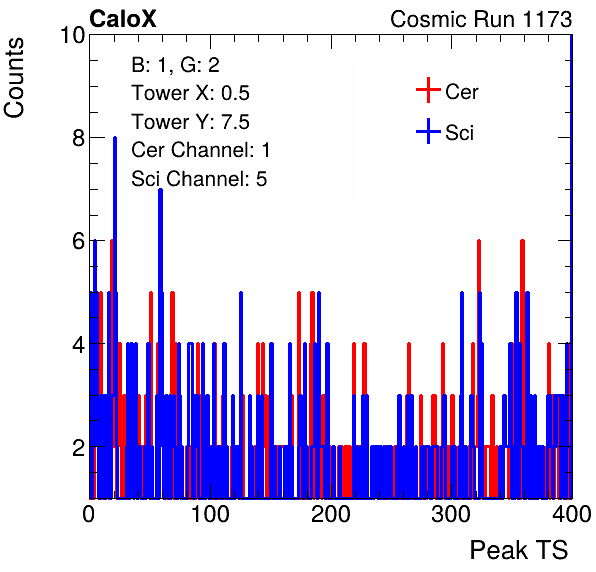 CaloX Cosmic Run 1173
Counts
10
B: 1, G: 2
Tower X: 0.5
Tower Y: 7.5
Cer Channel: 1
Sci Channel: 5
Cer
Sci
8
6
4
2
0 100 200 300 400
Peak TS